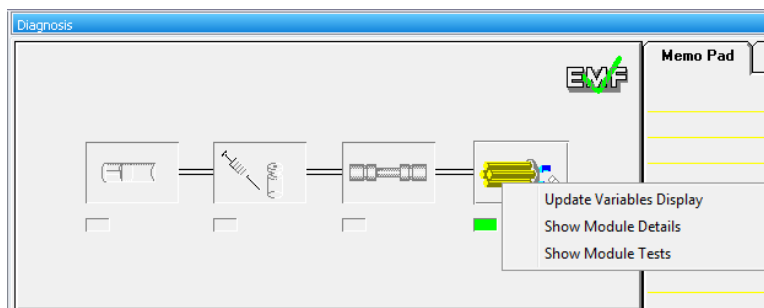 Diagnosis
Memo Pad
EMF
Update Variables Display
Show Module Details
Show Module Tests